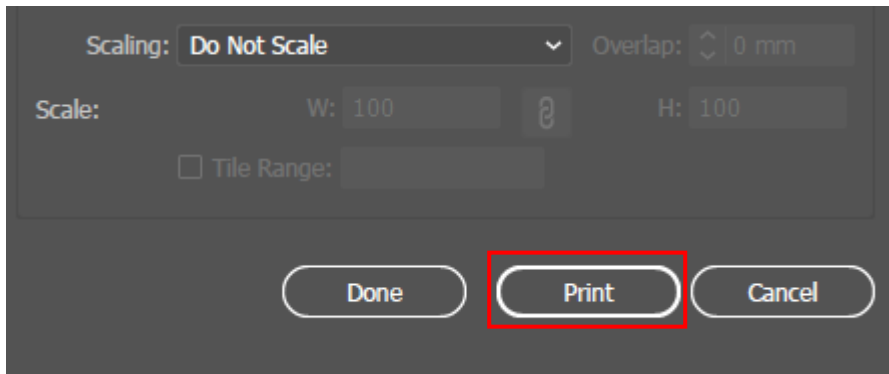 Scaling: Do Not Scale Overlap: 0 mm
Scale: W: 100 H: 100
Tile Range:
Done Print Cancel